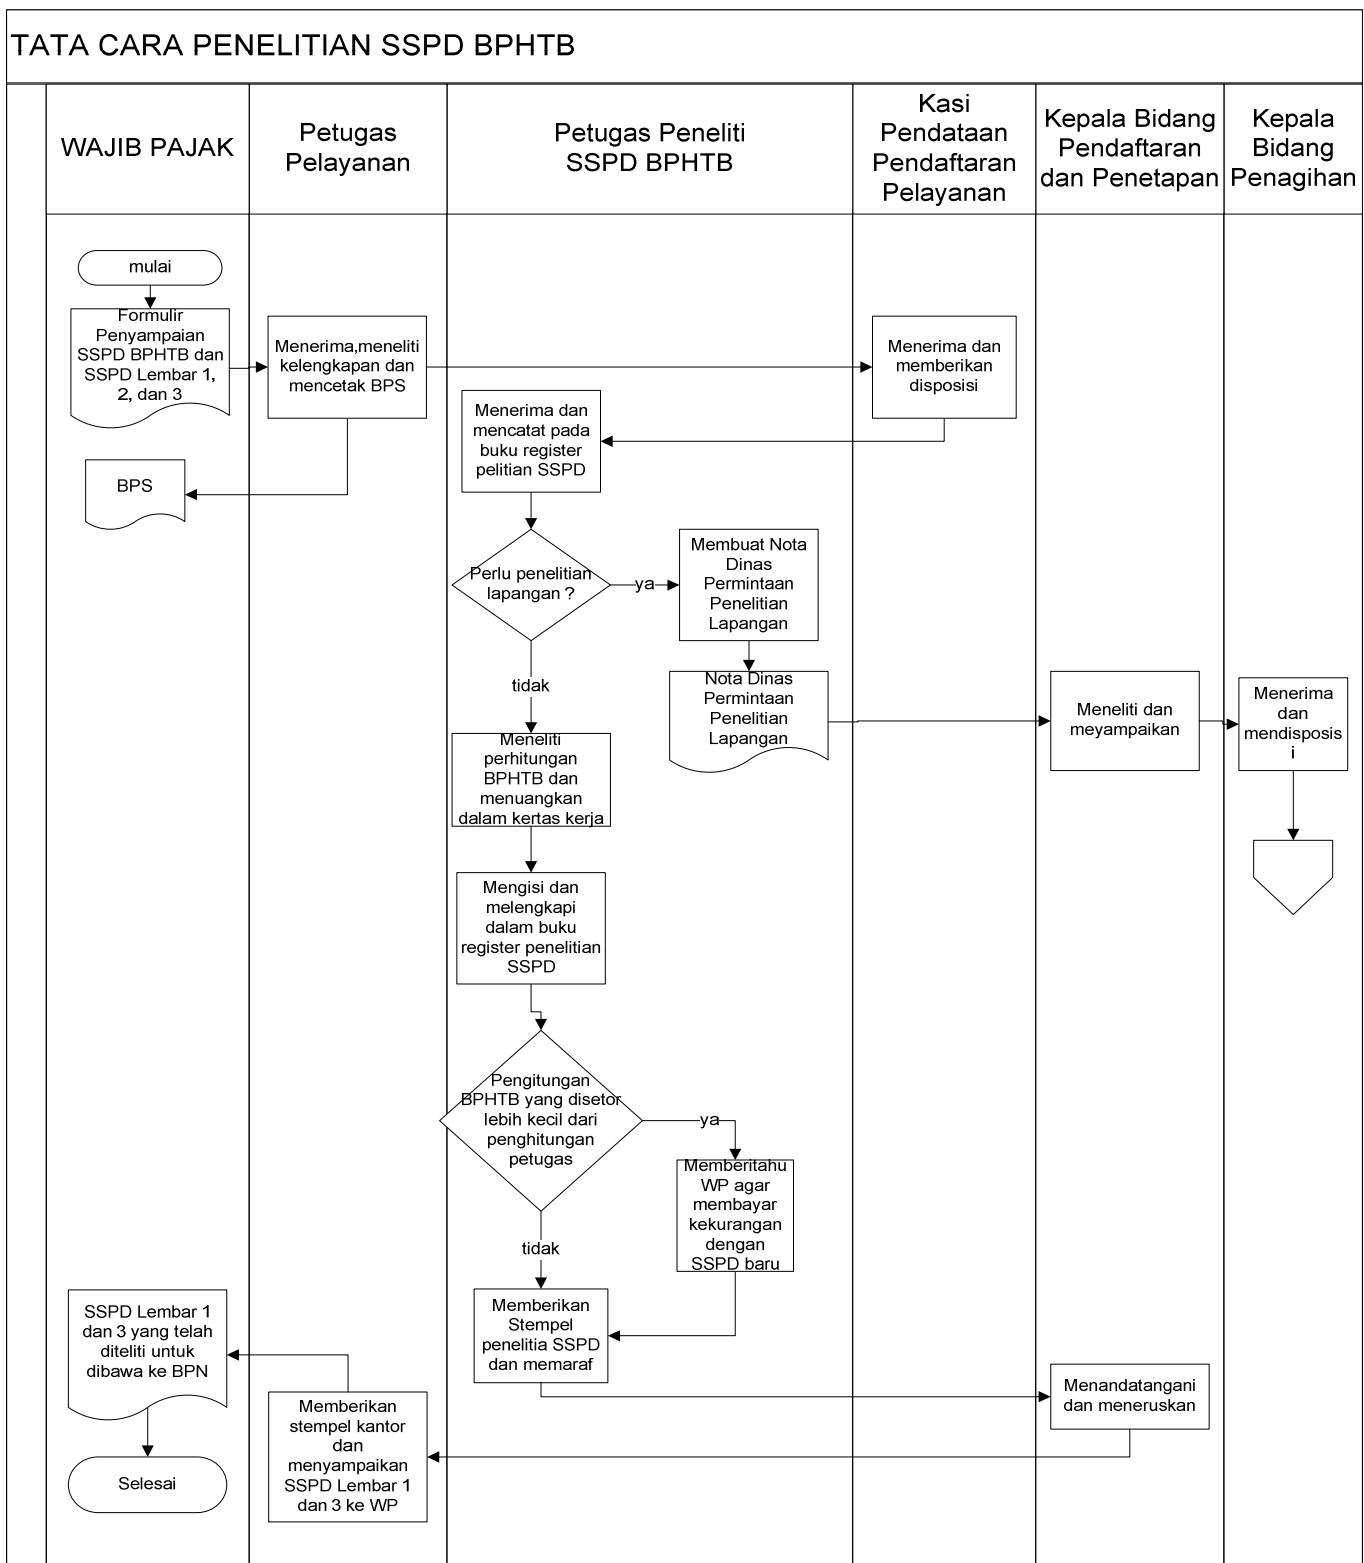 TATA CARA PENELITIAN SSPD BPHTB
WAJIB PAJAK
Petugas
Pelayanan
Petugas Peneliti
SSPD BPHTB
Kasi
Pendataan
Pendaftaran
Pelayanan
Kepala Bidang
Pendaftaran
dan Penetapan
Kepala
Bidang
Penagihan
mulai
Formulir
Penyampaian
SSPD BPHTB dan
SSPD Lembar 1,
2, dan 3
Menerima,meneliti
kelengkapan dan
mencetak BPS
Menerima dan
memberikan
disposisi
Menerima dan
mencatat pada
buku register
pelitian SSPD
BPS
Perlu penelitian
lapangan ?
ya
Membuat Nota
Dinas
Permintaan
Penelitian
Lapangan
tidak
Nota Dinas
Permintaan
Penelitian
Lapangan
Meneliti dan
meyampaikan
Menerima
dan
mendisposis
i
Meneliti
perhitungan
BPHTB dan
menuangkan
dalam kertas kerja
Mengisi dan
melengkapi
dalam buku
register penelitian
SSPD
Pengitungan
BPHTB yang disetor
lebih kecil dari
penghitungan
petugas
ya
Memberitahu
WP agar
membayar
kekurangan
dengan
SSPD baru
tidak
Memberikan
Stempel
penelitia SSPD
dan memaraf
SSPD Lembar 1
dan 3 yang telah
diteliti untuk
dibawa ke BPN
Menandatangani
dan meneruskan
Memberikan
stempel kantor
dan
menyampaikan
SSPD Lembar 1
dan 3 ke WP
Selesai